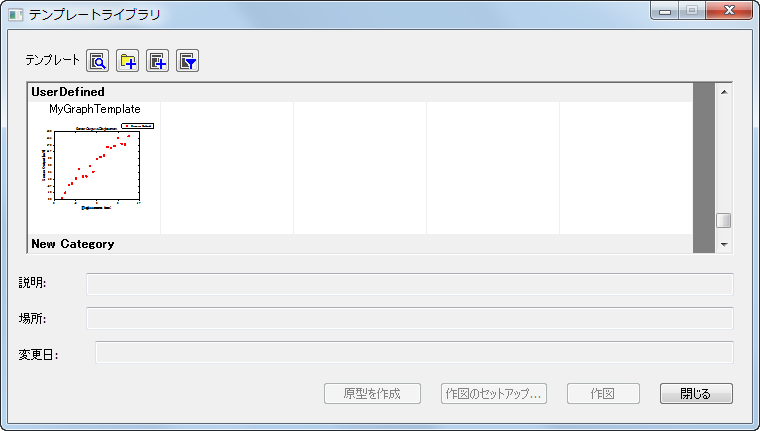 テンプレートライブラリ
テンプレート
UserDefined
MyGraphTemplate
New Category
説明:
場所:
変更日:
原型を作成
作図のセットアップ...
作図
閉じる